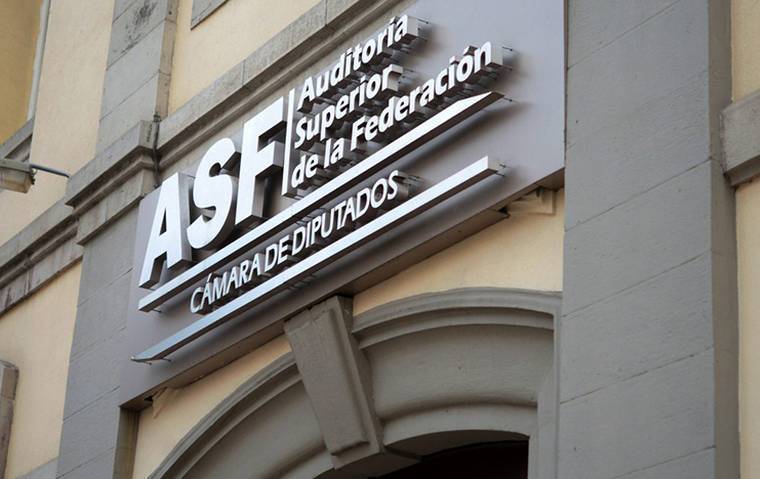 ASF
Auditoría
Superior
de la Federación
CÁMARA DE DIPUTADOS